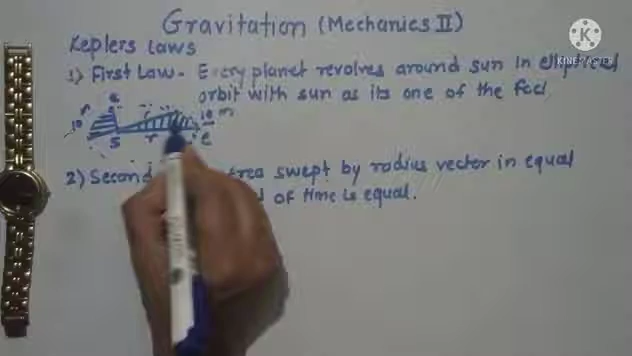 Gravitation (Mechanics II)
Keplers Laws
1) First Law - Every planet revolves around sun in elliptical
orbit with sun as its one of the foci
S
2) Second area swept by radius vector in equal
of time is equal.
K
KINEMASTER